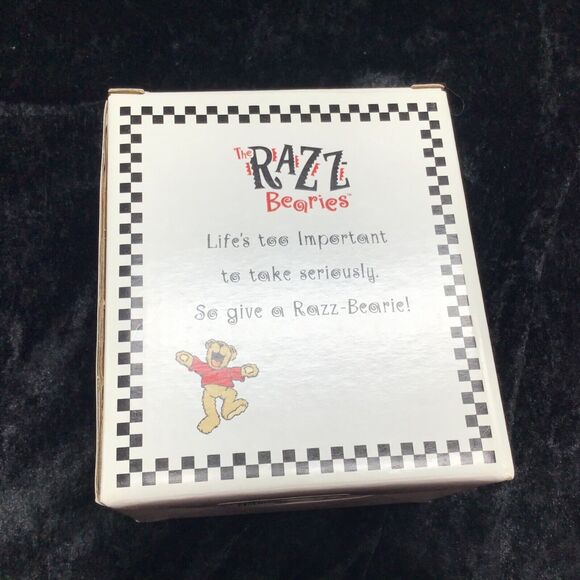 The RAZZ-
Bearies™
Life's too Important
to take seriously.
So give a Razz-Bearie!